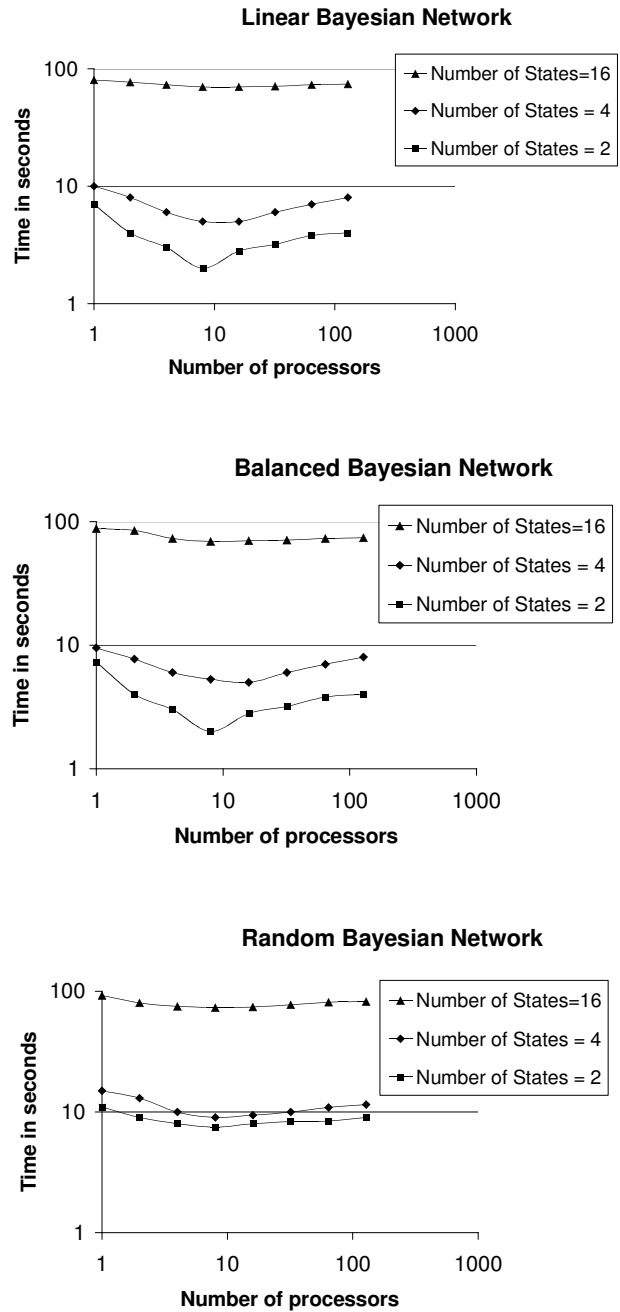 Linear Bayesian Network
100
10
1
Time in seconds
Number of States=16
Number of States = 4
Number of States = 2
1 10 100 1000
Number of processors
Balanced Bayesian Network
100
10
1
Time in seconds
Number of States=16
Number of States = 4
Number of States = 2
1 10 100 1000
Number of processors
Random Bayesian Network
100
10
1
Time in seconds
Number of States=16
Number of States = 4
Number of States = 2
1 10 100 1000
Number of processors